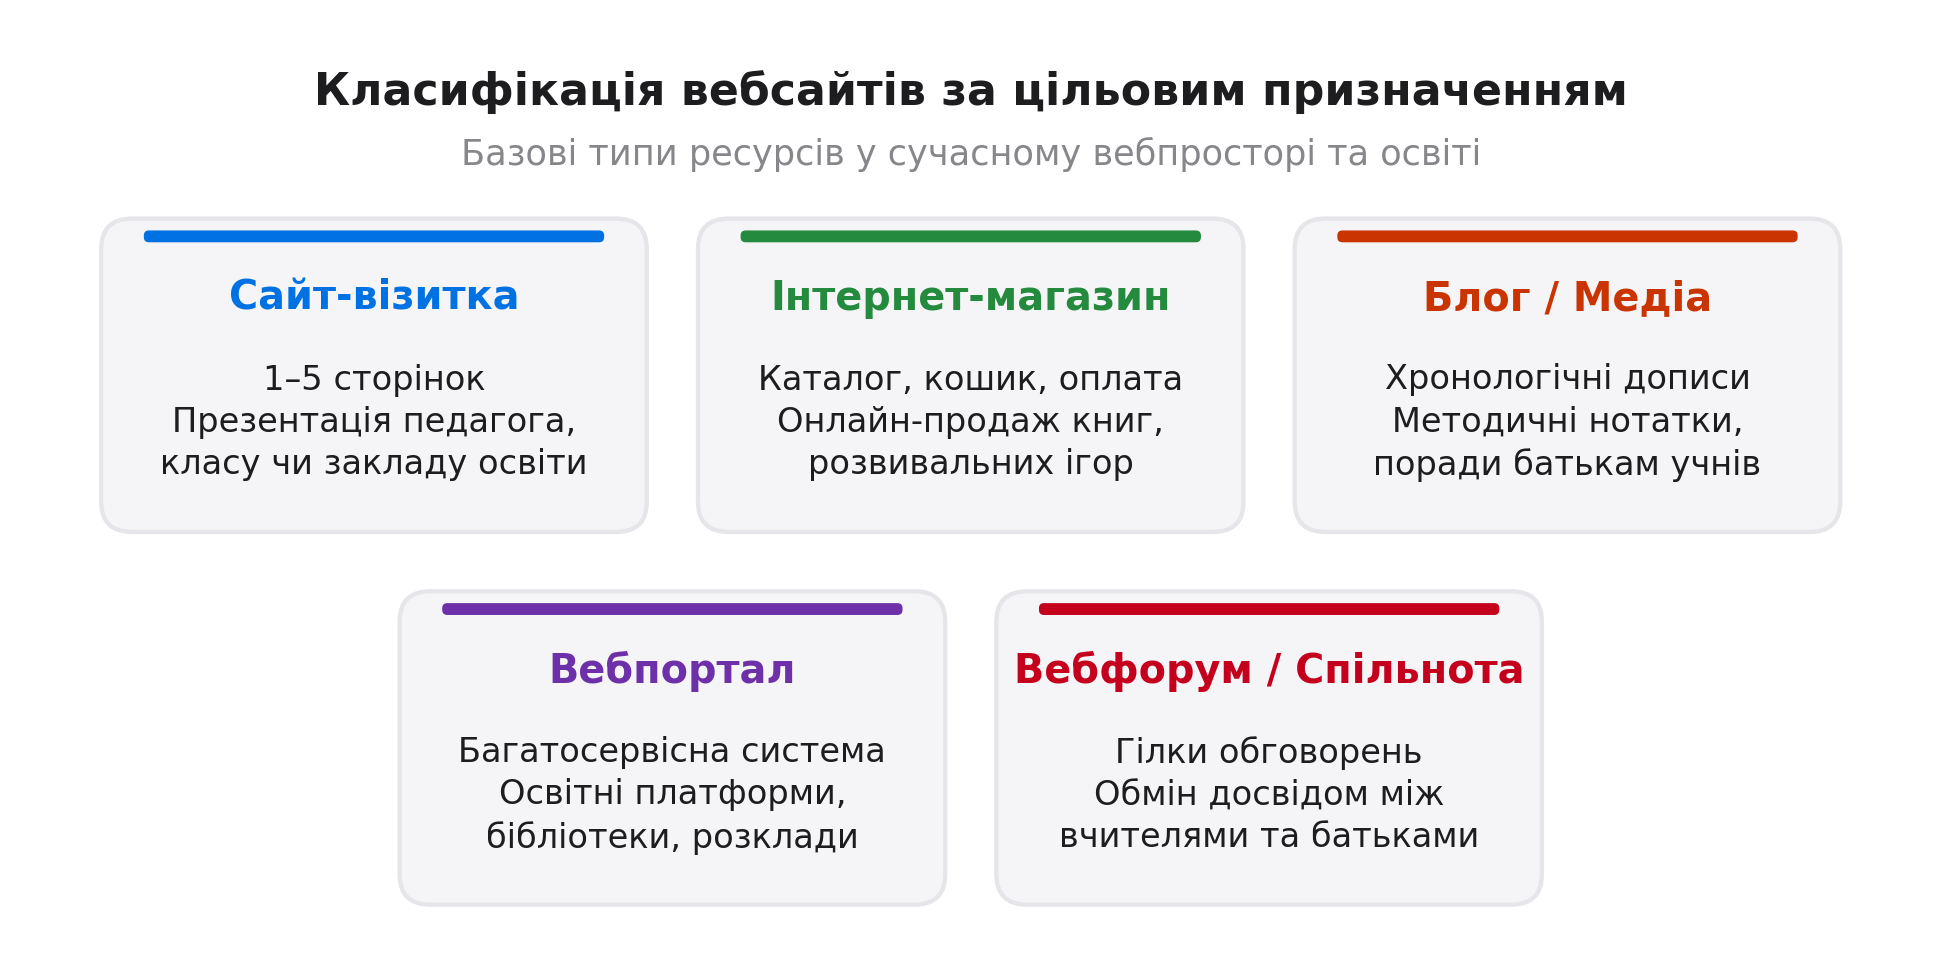 Класифікація вебсайтів за цільовим призначенням
Базові типи ресурсів у сучасному вебпросторі та освіті
Сайт-візитка
1–5 сторінок
Презентація педагога,
класу чи закладу освіти
Інтернет-магазин
Каталог, кошик, оплата
Онлайн-продаж книг,
розвивальних ігор
Блог / Медіа
Хронологічні дописи
Методичні нотатки,
поради батькам учнів
Вебпортал
Багатосервісна система
Освітні платформи,
бібліотеки, розклади
Вебфорум / Спільнота
Гілки обговорень
Обмін досвідом між
вчителями та батьками